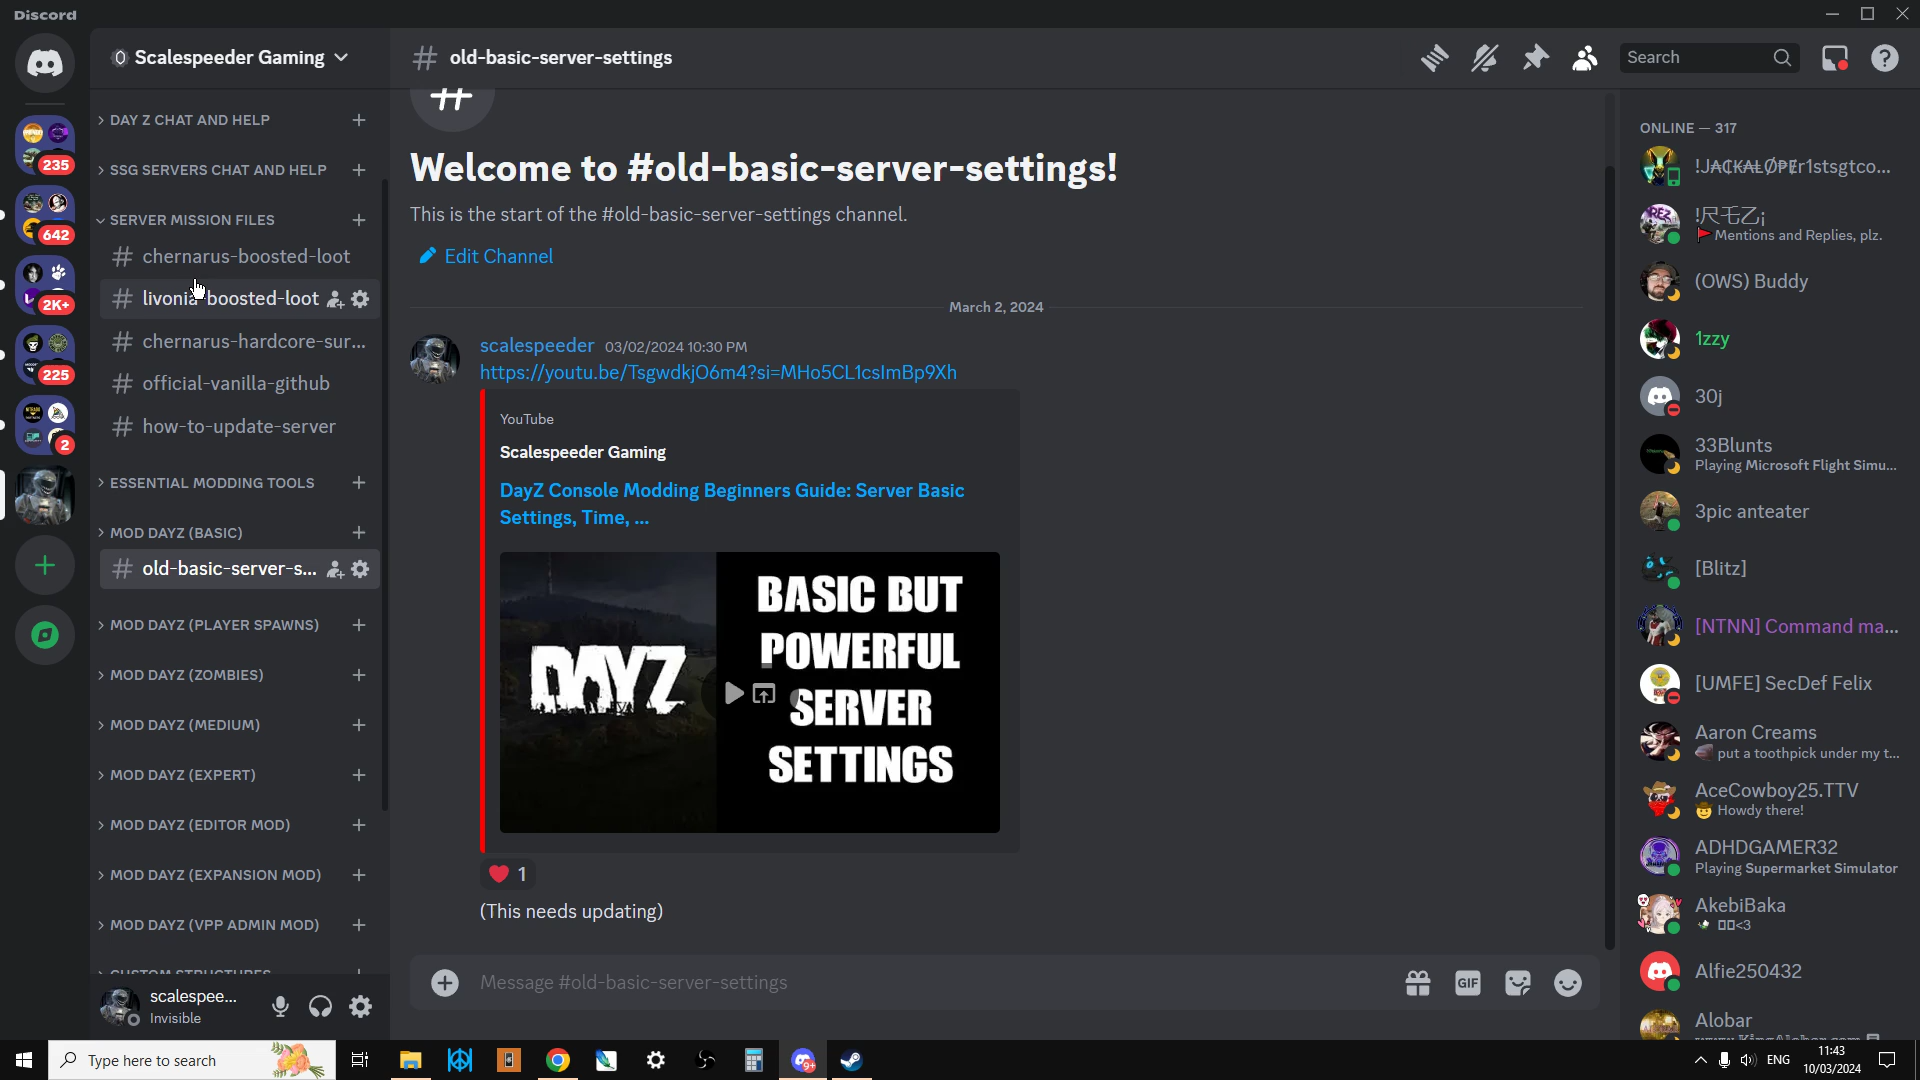 Discord
Scalespeeder Gaming
old-basic-server-settings
Search
235
642
2K+
225
2
DAY Z CHAT AND HELP
SSG SERVERS CHAT AND HELP
SERVER MISSION FILES
chernarus-boosted-loot
livonia-boosted-loot
chernarus-hardcore-sur...
official-vanilla-github
how-to-update-server
ESSENTIAL MODDING TOOLS
MOD DAYZ (BASIC)
old-basic-server-s...
MOD DAYZ (PLAYER SPAWNS)
MOD DAYZ (ZOMBIES)
MOD DAYZ (MEDIUM)
MOD DAYZ (EXPERT)
MOD DAYZ (EDITOR MOD)
MOD DAYZ (EXPANSION MOD)
MOD DAYZ (VPP ADMIN MOD)
CUSTOM STRUCTURES
scalespee...
Invisible
Welcome to #old-basic-server-settings!
This is the start of the #old-basic-server-settings channel.
Edit Channel
March 2, 2024
scalespeeder 03/02/2024 10:30 PM
https://youtu.be/TsgwdkjO6m4?si=MHo5CL1cslmBp9Xh
YouTube
Scalespeeder Gaming
DayZ Console Modding Beginners Guide: Server Basic
Settings, Time, ...
DAYZ
BASIC BUT
POWERFUL
SERVER
SETTINGS
1
(This needs updating)
Message #old-basic-server-settings
GIF
ONLINE — 317
Mentions and Replies, plz.
(OWS) Buddy
1zzy
30j
33Blunts
Playing Microsoft Flight Simu...
3pic anteater
[Blitz]
[NTNN] Command ma...
[UMFE] SecDef Felix
Aaron Creams
put a toothpick under my t...
AceCowboy25.TTV
Howdy there!
ADHDGAMER32
Playing Supermarket Simulator
AkebiBaka
<3
Alfie250432
Alobar
Type here to search
9+
ENG
11:43
10/03/2024